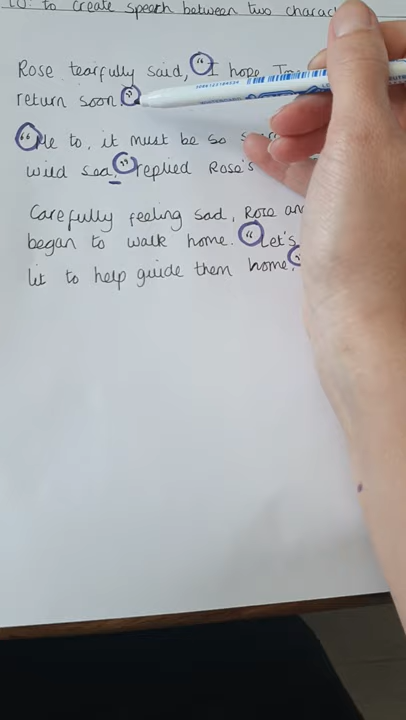 LO: to create speech between two charac
Rose tearfully said, “I hope
return soon”
“Me to, it must be so
wild sea,” replied Rose's
Carefully feeling sad, Rose an
began to walk home. “Let's
lit to help guide them home.”